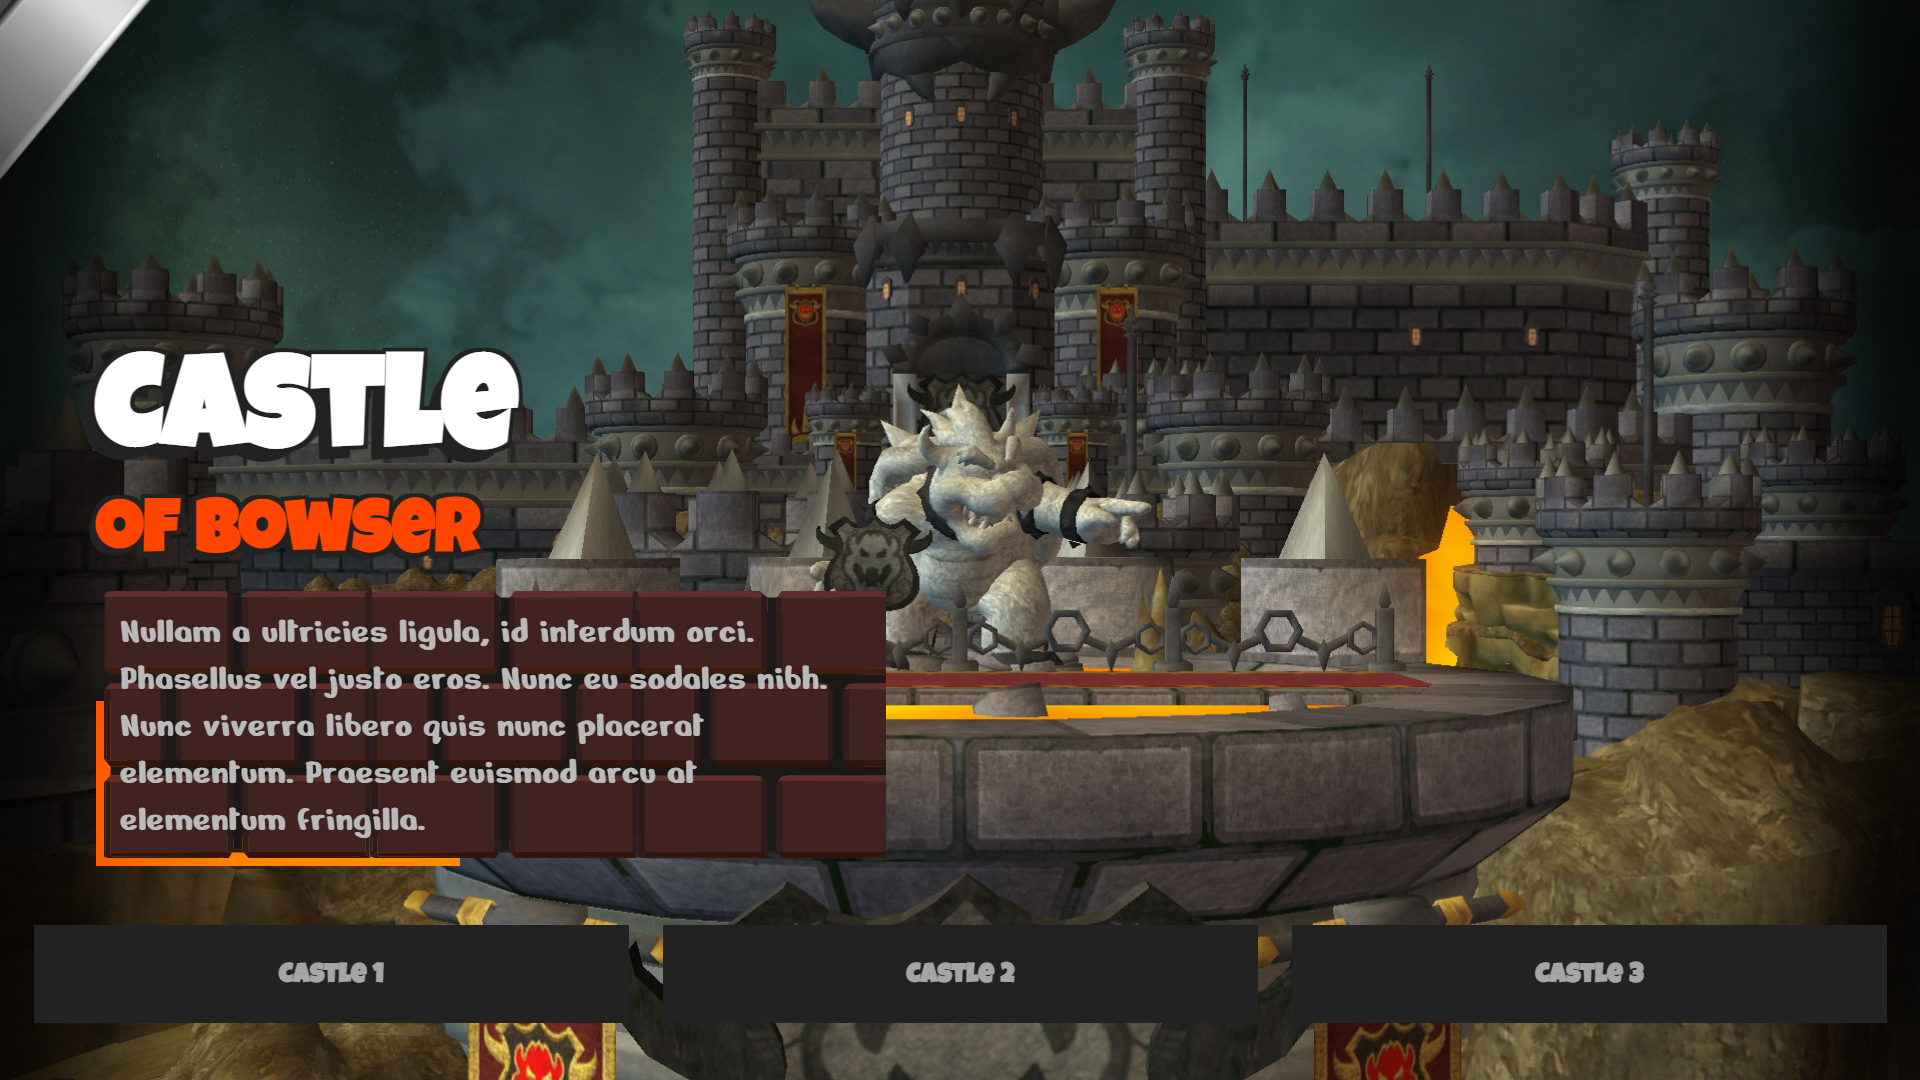 CASTLe
OF BOWSeR
Nullam a ultricies ligula, id interdum orci.
Phasellus vel justo eros. Nunc eu sodales nibh.
Nunc viverra libero quis nunc placerat
elementum. Praesent euismod arcu at
elementum fringilla.
CASTLe 1
CASTLe 2
CASTLe 3